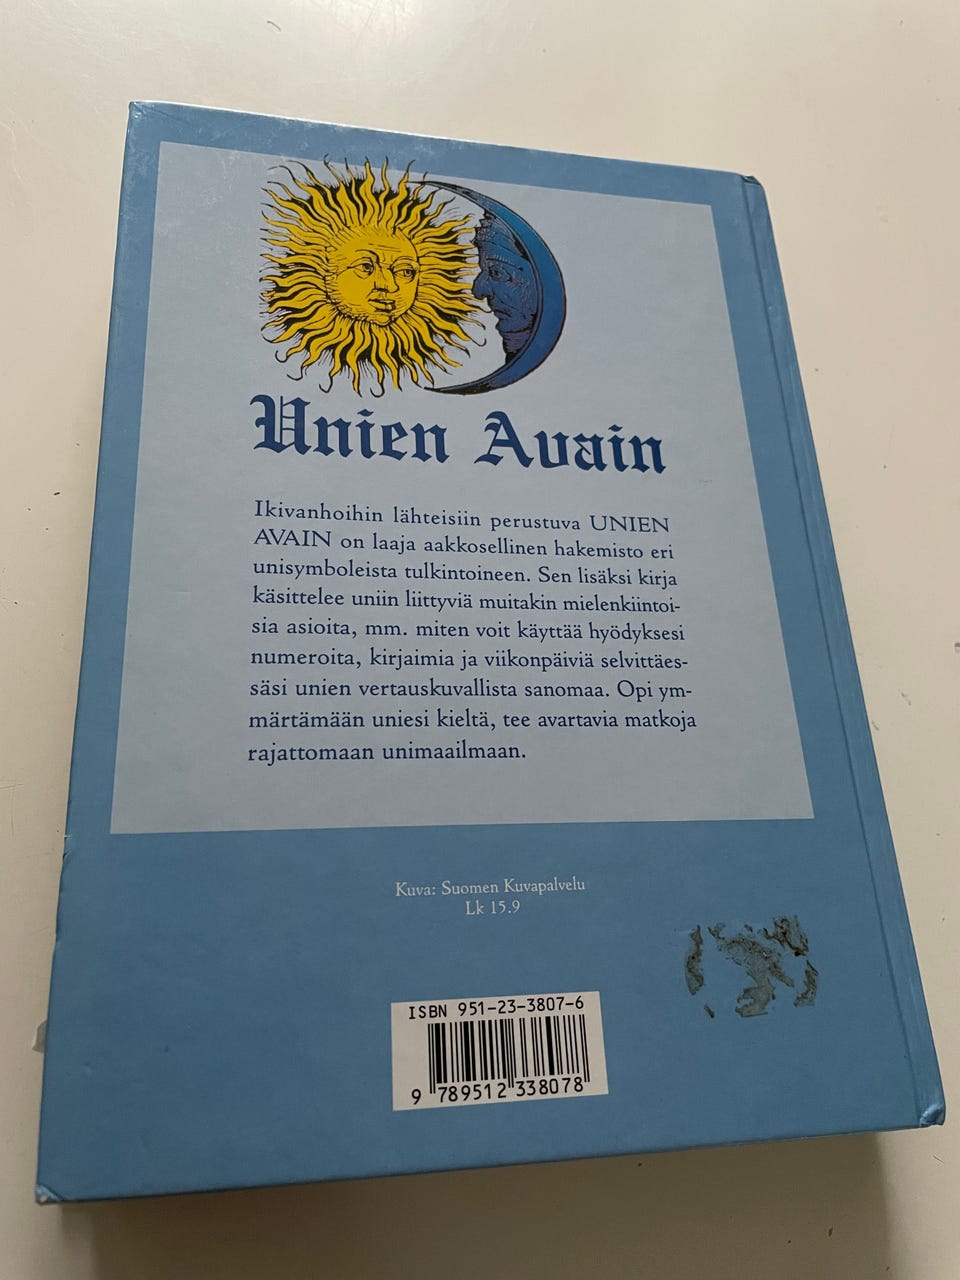 Unien Avain
Ikivanhoihin lähteisiin perustuva UNIEN
AVAIN on laaja aakkosellinen hakemisto eri
unisymboleista tulkintoineen. Sen lisäksi kirja
käsittelee uniin liittyviä muitakin mielenkiintoi-
sia asioita, mm. miten voit käyttää hyödyksesi
numeroita, kirjaimia ja viikonpäiviä selvittäes-
säsi unien vertauskuvallista sanomaa. Opi ym-
märtämään uniesi kieltä, tee avartavia matkoja
rajattomaan unimaailmaan.
Kuva: Suomen Kuvapalvelu
Lk 15.9
ISBN 951-23-3807-6
9 789512 338078